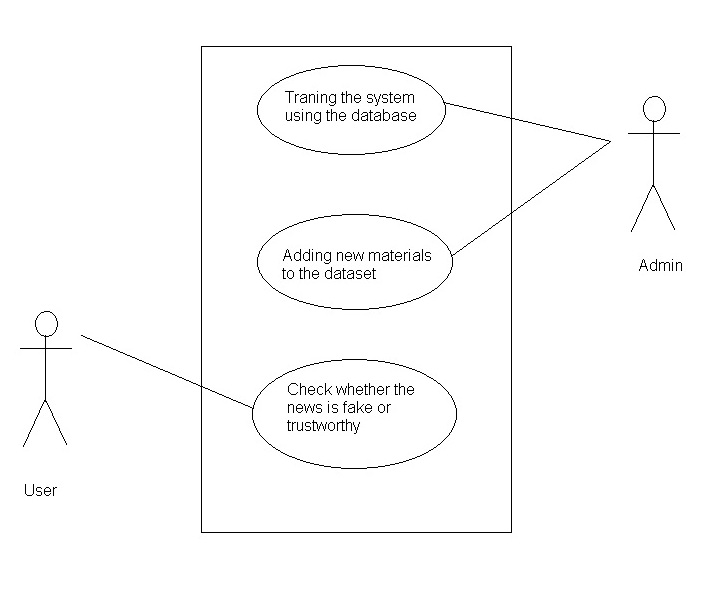 Traning the system
using the database
Admin
Adding new materials
to the dataset
Check whether the
news is fake or
trustworthy
User